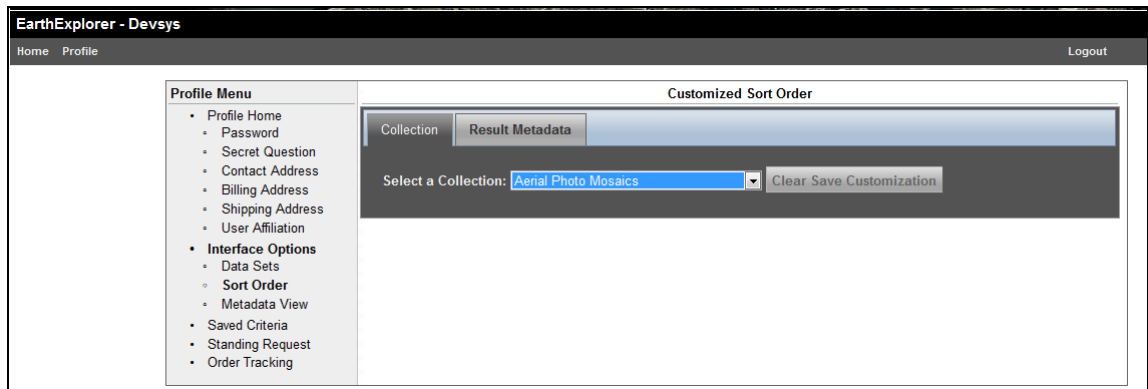 EarthExplorer - Devsys
Home Profile Logout
Profile Menu
Profile Home
Password
Secret Question
Contact Address
Billing Address
Shipping Address
User Affiliation
Interface Options
Data Sets
Sort Order
Metadata View
Saved Criteria
Standing Request
Order Tracking
Customized Sort Order
Collection Result Metadata
Select a Collection: Aerial Photo Mosaics Clear Save Customization